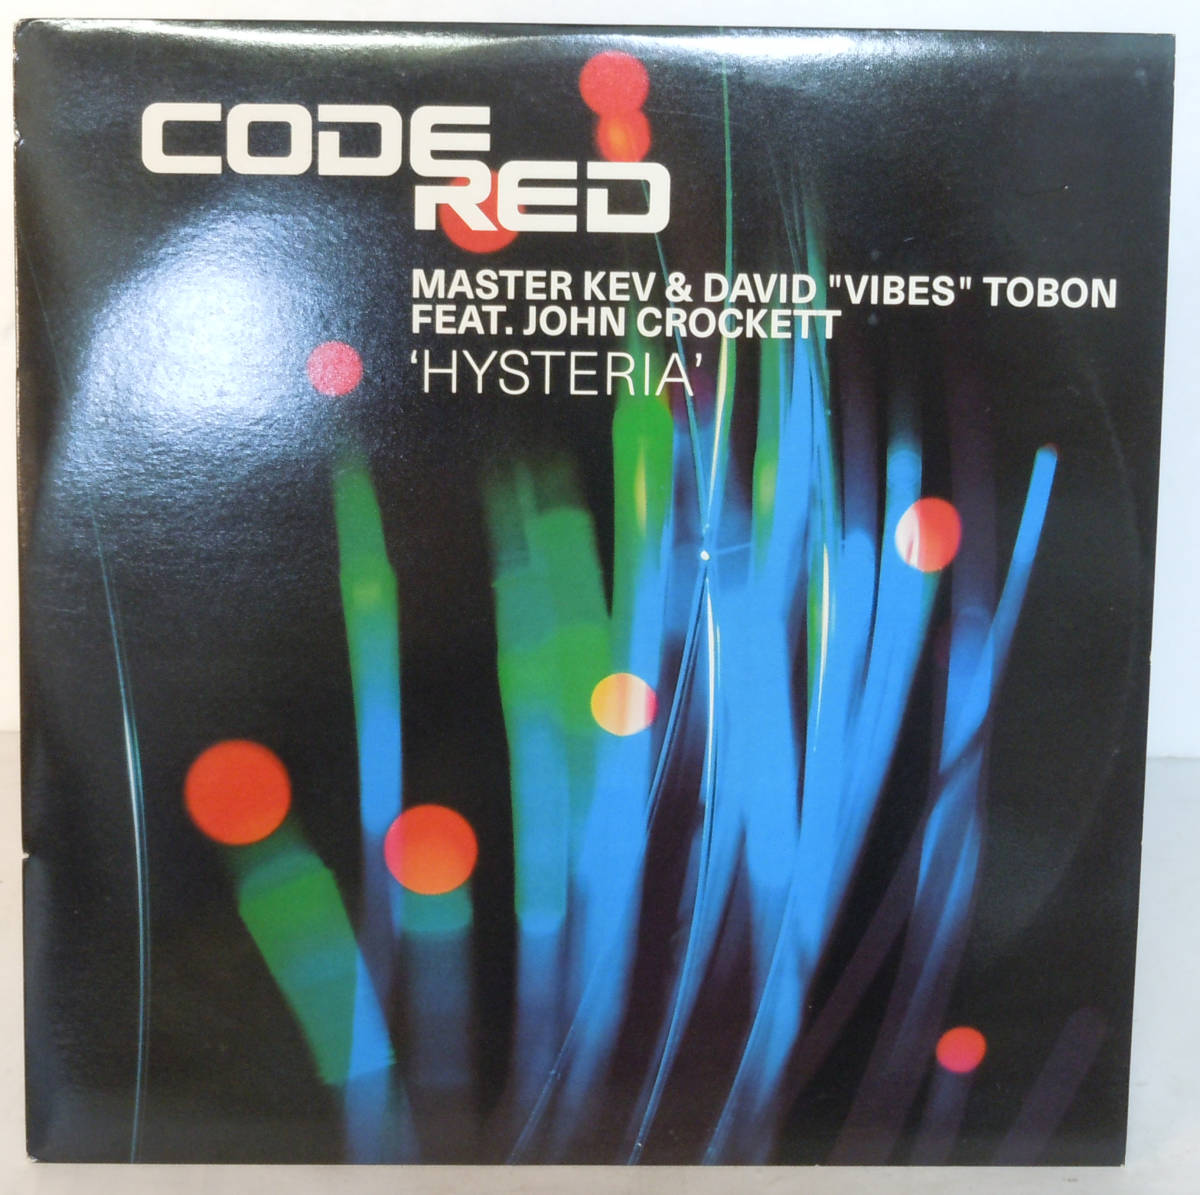 CODE
RED
MASTER KEV & DAVID "VIBES" TOBON
FEAT. JOHN CROCKETT
‘HYSTERIA’